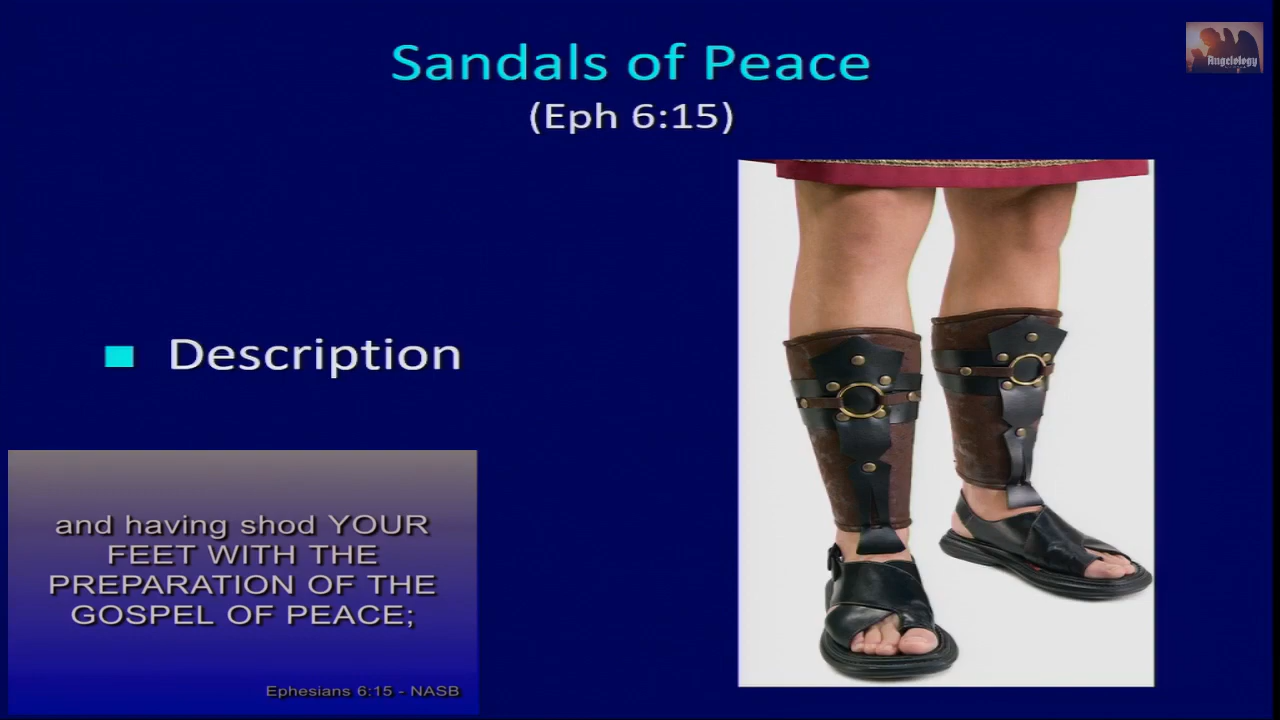 Sandals of Peace
(Eph 6:15)
Angelology
Description
and having shod YOUR
FEET WITH THE
PREPARATION OF THE
GOSPEL OF PEACE;
Ephesians 6:15 - NASB